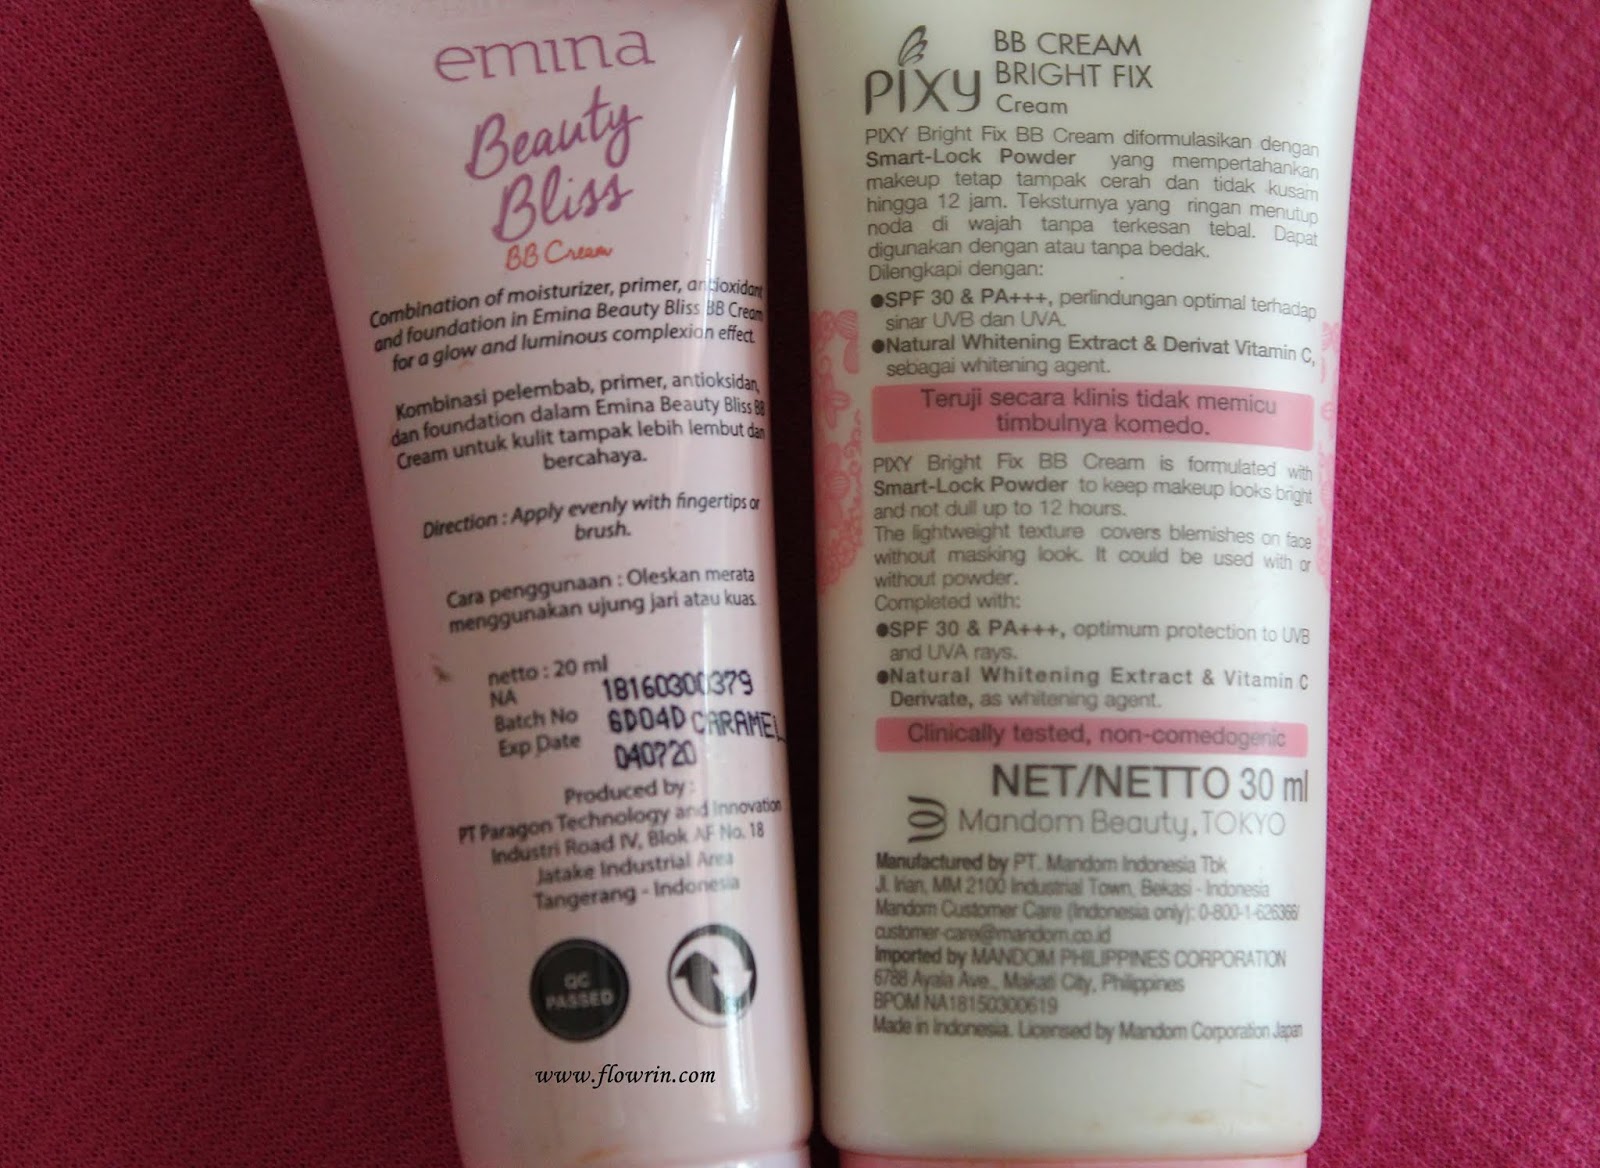 emina
Beauty
Bliss
BB Cream
Combination of moisturizer, primer, antioxidant
and foundation in Emina Beauty Bliss BB Cream
for a glow and luminous complexion effect.
Kombinasi pelembab, primer, antioksidan,
dan foundation dalam Emina Beauty Bliss BB
Cream untuk kulit tampak lebih lembut dan
bercahaya.
Direction : Apply evenly with fingertips or
brush.
Cara penggunaan : Oleskan merata
menggunakan ujung jari atau kuas.
netto : 20 ml
NA 18160300379
Batch No 6D04D CARAMEL
Exp Date 040720
Produced by :
PT Paragon Technology and Innovation
Industri Road IV, Blok AF No. 18
Jatake Industrial Area
Tangerang - Indonesia
QC
PASSED
www.flowrin.com
PIXY
BB CREAM
BRIGHT FIX
Cream
PIXY Bright Fix BB Cream diformulasikan dengan
Smart-Lock Powder yang mempertahankan
makeup tetap tampak cerah dan tidak kusam
hingga 12 jam. Teksturnya yang ringan menutup
noda di wajah tanpa terkesan tebal. Dapat
digunakan dengan atau tanpa bedak.
Dilengkapi dengan:
●SPF 30 & PA+++, perlindungan optimal terhadap
sinar UVB dan UVA.
●Natural Whitening Extract & Derivat Vitamin C,
sebagai whitening agent.
Teruji secara klinis tidak memicu
timbulnya komedo.
PIXY Bright Fix BB Cream is formulated with
Smart-Lock Powder to keep makeup looks bright
and not dull up to 12 hours.
The lightweight texture covers blemishes on face
without masking look. It could be used with or
without powder.
Completed with:
●SPF 30 & PA+++, optimum protection to UVB
and UVA rays.
●Natural Whitening Extract & Vitamin C
Derivate, as whitening agent.
Clinically tested, non-comedogenic
NET/NETTO 30 ml
Mandom Beauty, TOKYO
Manufactured by PT. Mandom Indonesia Tbk
Jl. Irian, MM 2100 Industrial Town, Bekasi - Indonesia
Mandom Customer Care (Indonesia only): 0-800-1-626366/
customer-care@mandom.co.id
Imported by MANDOM PHILIPPINES CORPORATION
6788 Ayala Ave., Makati City, Philippines
BPOM NA18150300619
Made in Indonesia. Licensed by Mandom Corporation Japan